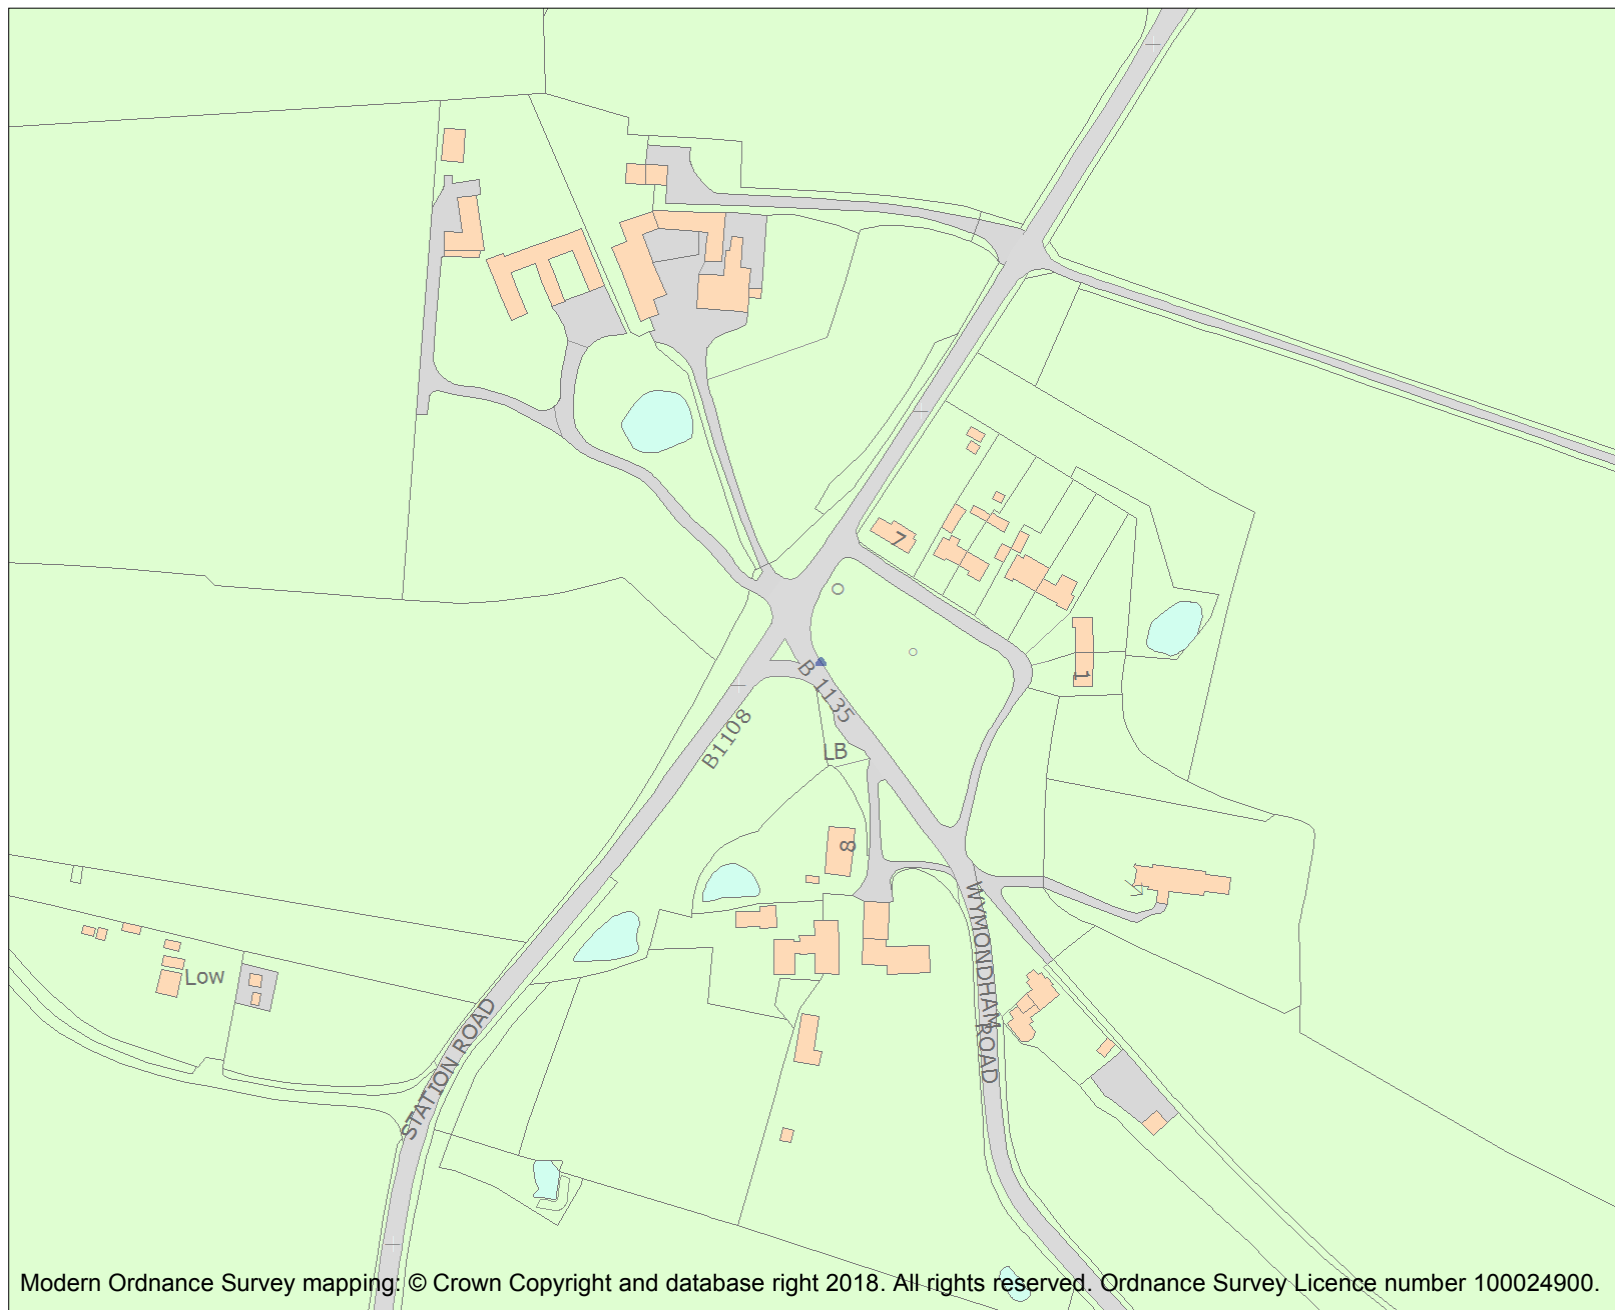 7
1
B 1135
B1108
LB
8
WYMONDHAM
ROAD
Low
STATION ROAD
Modern Ordnance Survey mapping: © Crown Copyright and database right 2018. All rights reserved. Ordnance Survey Licence number 100024900.